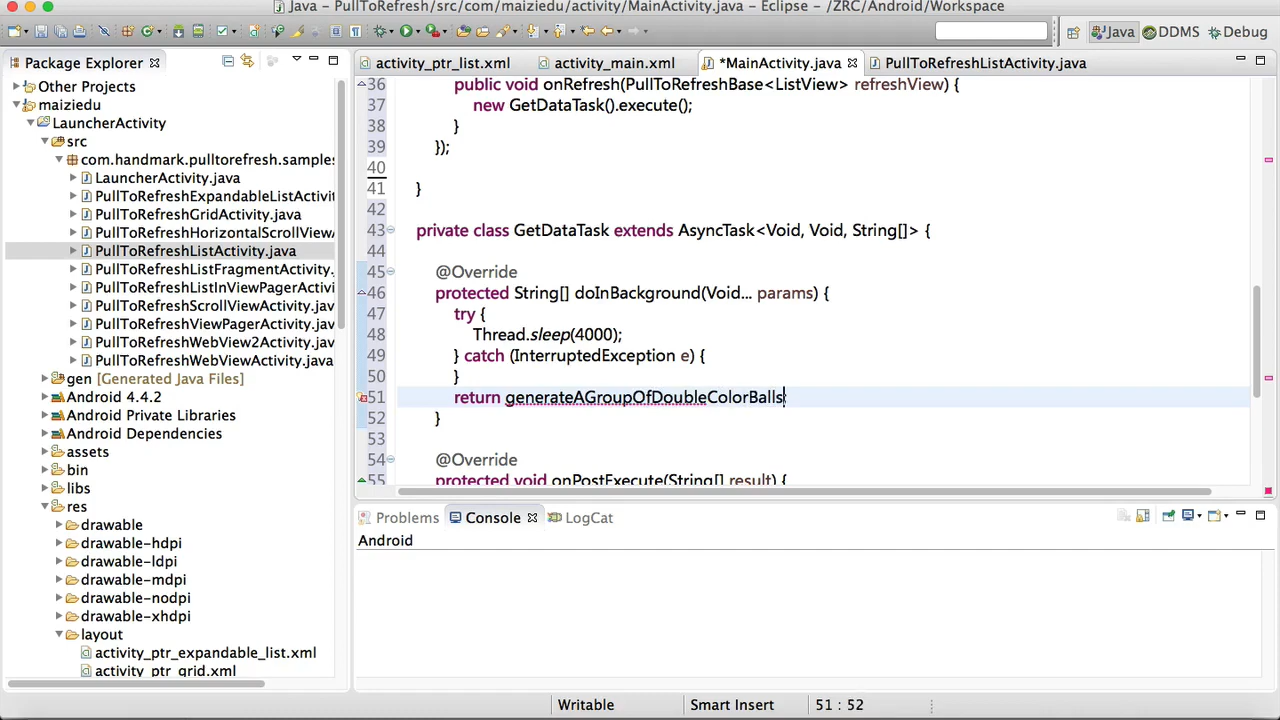 Java – PullToRefresh/src/com/maiziedu/activity/MainActivity.java – Eclipse – /ZRC/Android/Workspace
Java
DDMS
Debug
Package Explorer
activity_ptr_list.xml
activity_main.xml
*MainActivity.java
PullToRefreshListActivity.java
Other Projects
maiziedu
LauncherActivity
src
com.handmark.pulltorefresh.samples
LauncherActivity.java
PullToRefreshExpandableListActivit
PullToRefreshGridActivity.java
PullToRefreshHorizontalScrollView
PullToRefreshListActivity.java
PullToRefreshListFragmentActivity.
PullToRefreshListInViewPagerActivi
PullToRefreshScrollViewActivity.jav
PullToRefreshViewPagerActivity.jav
PullToRefreshWebView2Activity.jav
PullToRefreshWebViewActivity.java
gen [Generated Java Files]
Android 4.4.2
Android Private Libraries
Android Dependencies
assets
bin
libs
res
drawable
drawable-hdpi
drawable-ldpi
drawable-mdpi
drawable-nodpi
drawable-xhdpi
layout
activity_ptr_expandable_list.xml
activity_ptr_grid.xml
36 public void onRefresh(PullToRefreshBase<ListView> refreshView) {
37 new GetDataTask().execute();
38 }
39 });
40
41 }
42
43 private class GetDataTask extends AsyncTask<Void, Void, String[]> {
44
45 @Override
46 protected String[] doInBackground(Void... params) {
47 try {
48 Thread.sleep(4000);
49 } catch (InterruptedException e) {
50 }
51 return generateAGroupOfDoubleColorBalls;
52 }
53
54 @Override
55 protected void onPostExecute(String[] result) {
Problems
Console
LogCat
Android
Writable
Smart Insert
51 : 52